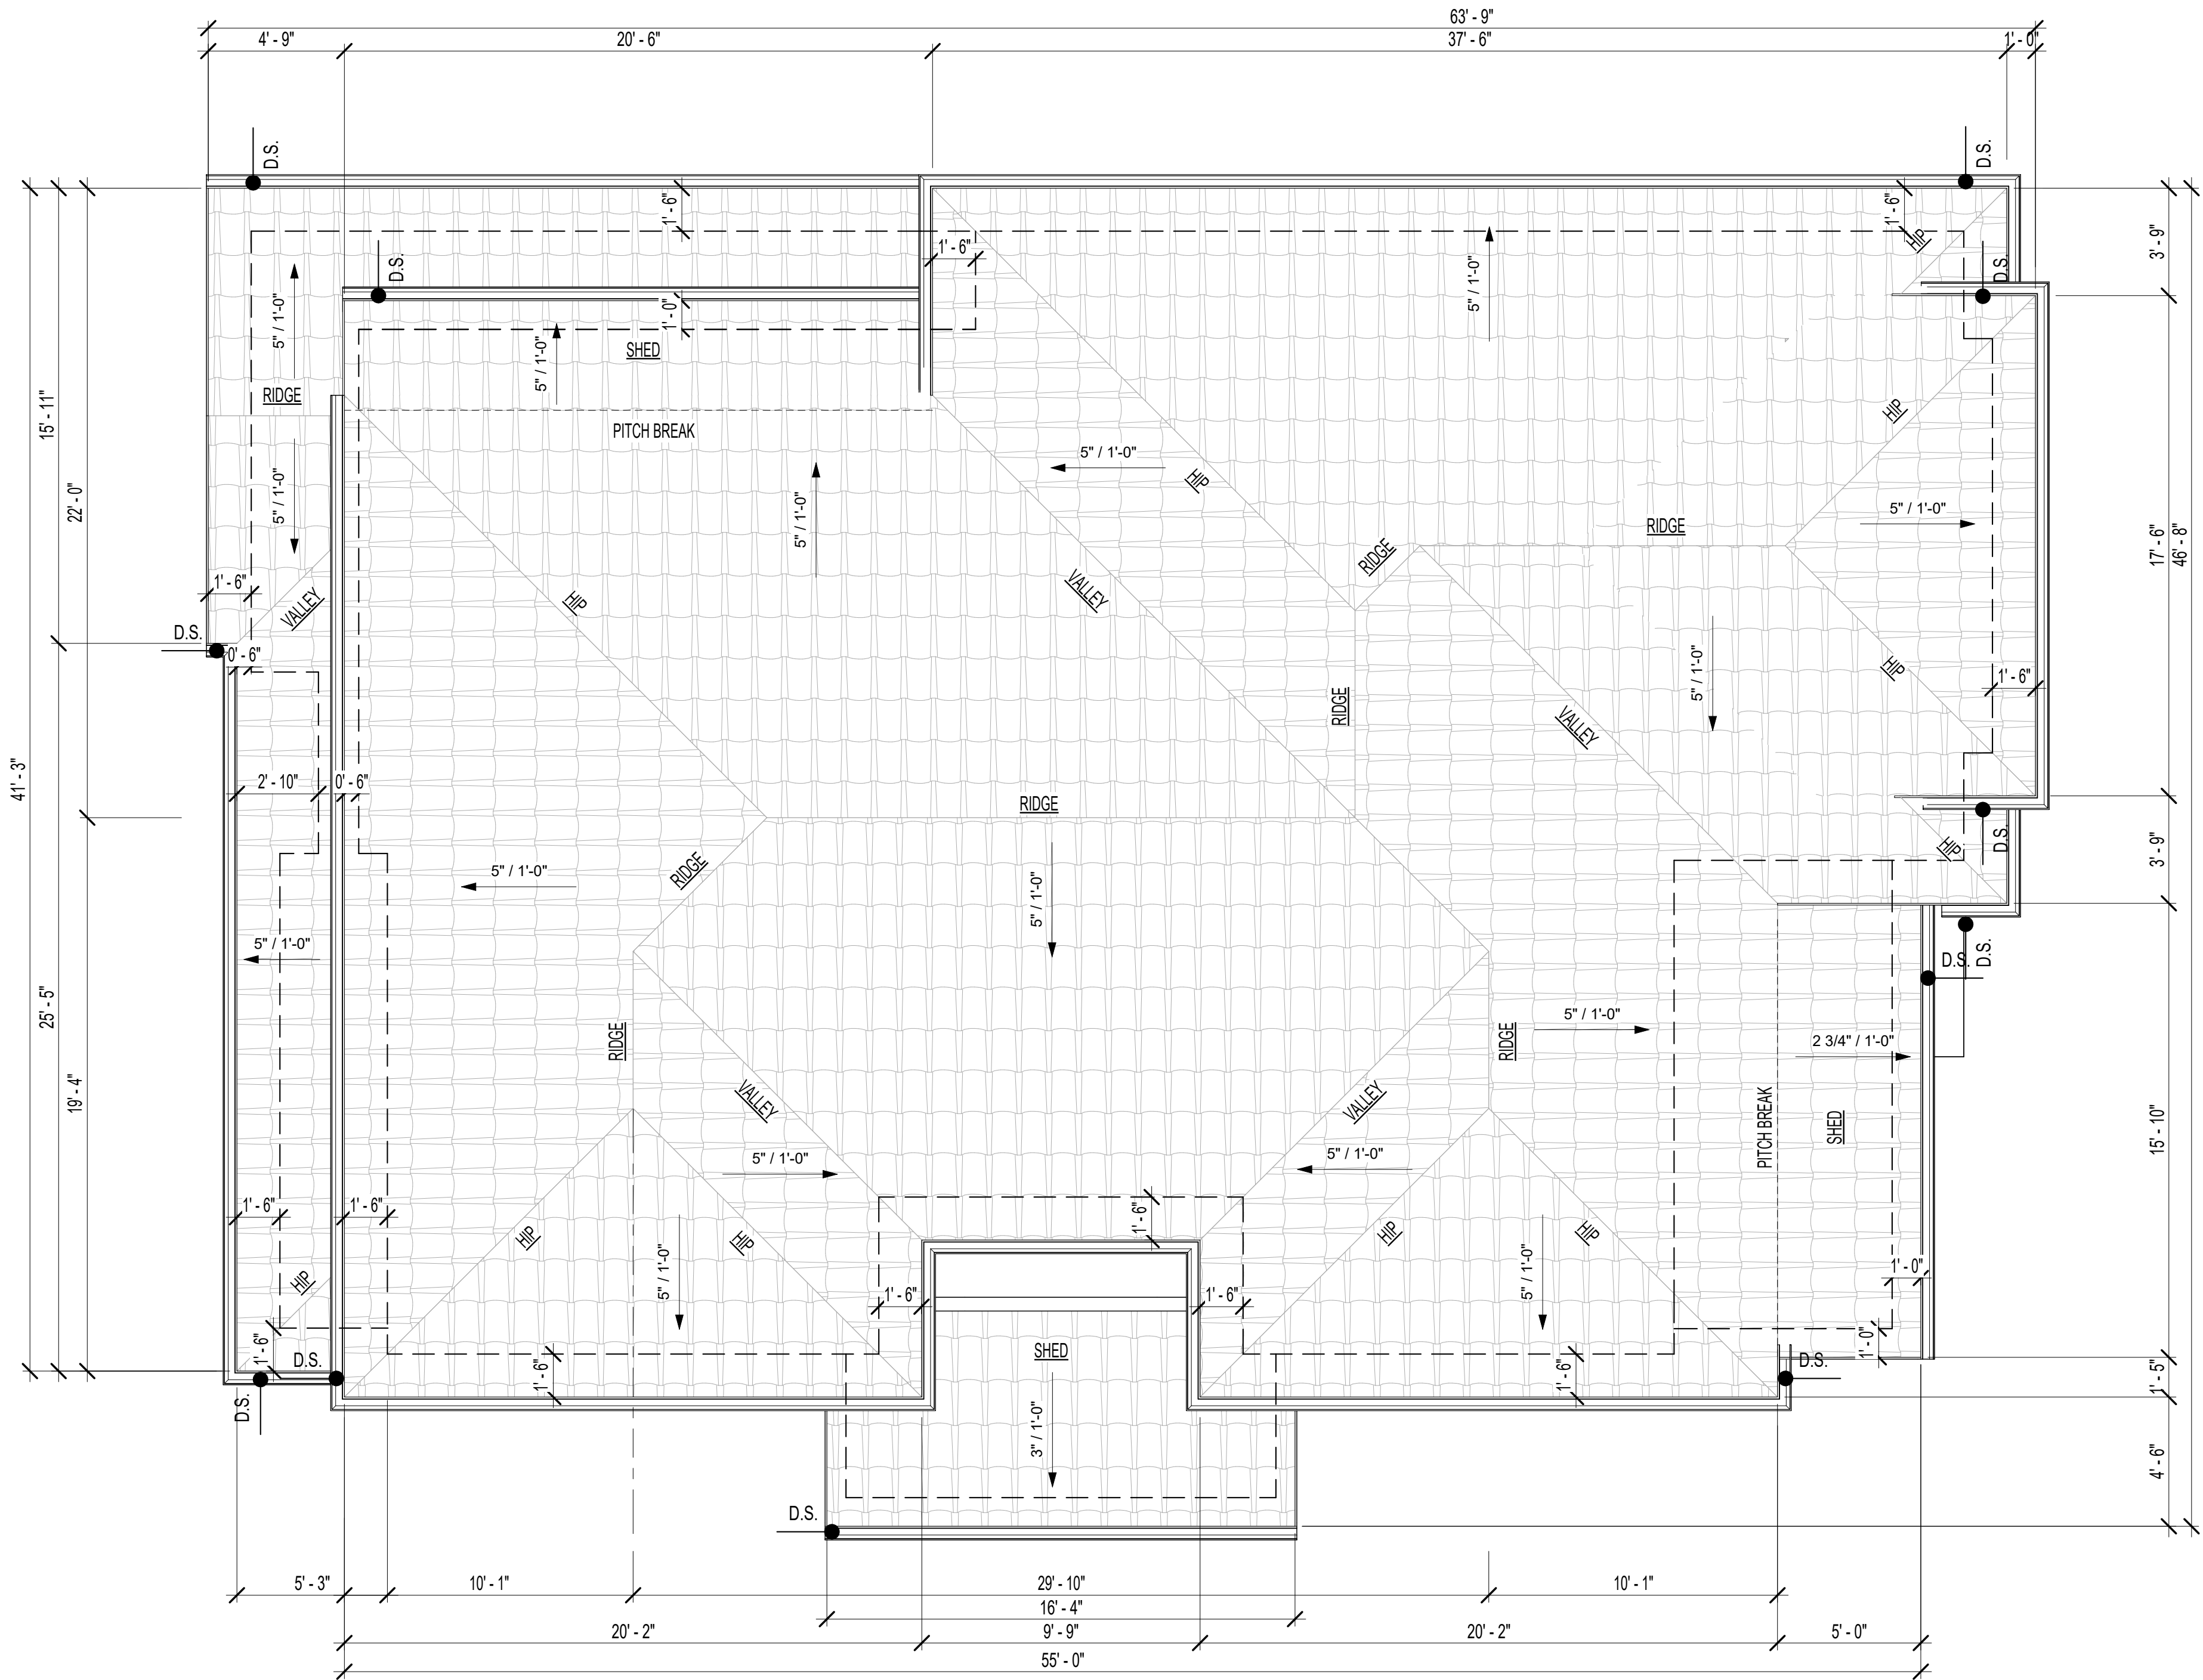 63' - 9"
4' - 9"
20' - 6"
37' - 6"
1' - 0"
D.S.
D.S.
1' - 6"
1' - 6"
3' - 9"
HIP
1' - 6"
D.S.
D.S.
5" / 1'-0"
5" / 1'-0"
1' - 0"
5" / 1'-0"
SHED
RIDGE
PITCH BREAK
15' - 11"
HIP
5" / 1'-0"
HIP
22' - 0"
5" / 1'-0"
5" / 1'-0"
RIDGE
RIDGE
5" / 1'-0"
17' - 6"
46' - 8"
1' - 6"
VALLEY
HIP
VALLEY
D.S.
0' - 6"
RIDGE
VALLEY
5" / 1'-0"
HIP
1' - 6"
41' - 3"
2' - 10"
0' - 6"
RIDGE
RIDGE
5" / 1'-0"
5" / 1'-0"
HIP
D.S.
3' - 9"
5" / 1'-0"
D.S.
D.S.
25' - 5"
19' - 4"
RIDGE
RIDGE
5" / 1'-0"
2 3/4" / 1'-0"
VALLEY
VALLEY
PITCH BREAK
SHED
15' - 10"
5" / 1'-0"
5" / 1'-0"
1' - 6"
1' - 6"
1' - 6"
HIP
HIP
5" / 1'-0"
HIP
HIP
5" / 1'-0"
HIP
1' - 6"
1' - 6"
1' - 0"
1' - 6"
D.S.
1' - 6"
SHED
1' - 6"
1' - 0"
D.S.
1' - 5"
D.S.
3" / 1'-0"
4' - 6"
D.S.
5' - 3"
10' - 1"
29' - 10"
10' - 1"
16' - 4"
20' - 2"
9' - 9"
20' - 2"
5' - 0"
55' - 0"